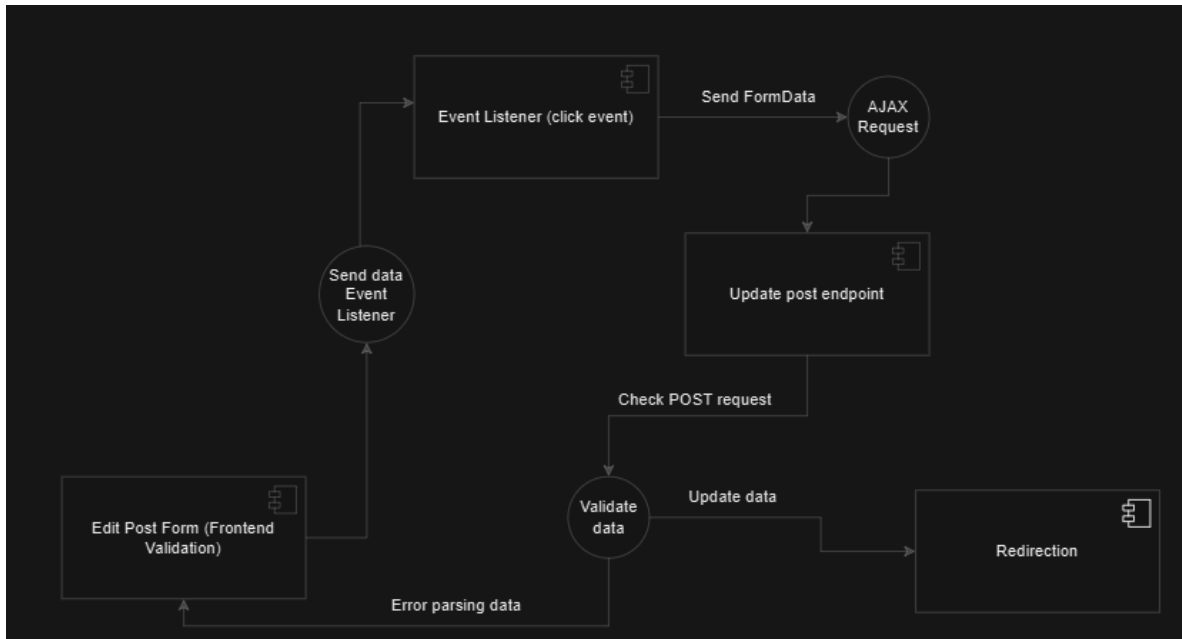 Event Listener (click event)
Send FormData
AJAX
Request
Send data
Event
Listener
Update post endpoint
Check POST request
Edit Post Form (Frontend
Validation)
Validate
data
Update data
Redirection
Error parsing data